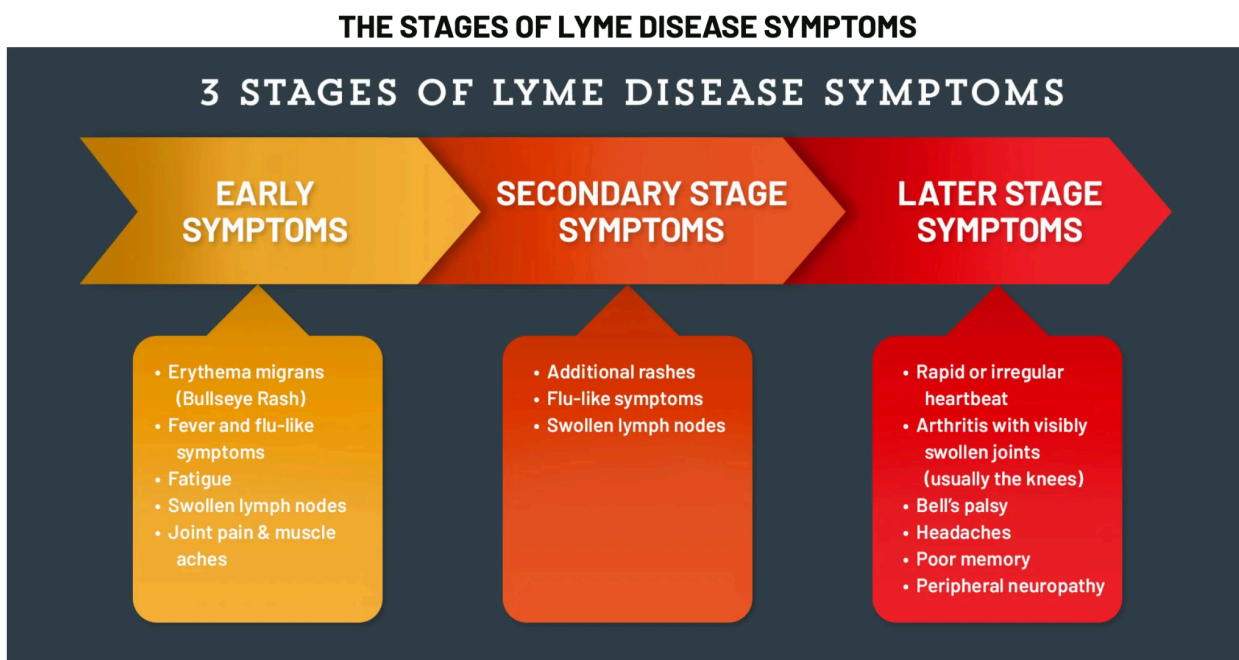 THE STAGES OF LYME DISEASE SYMPTOMS
3 STAGES OF LYME DISEASE SYMPTOMS
EARLY
SYMPTOMS
SECONDARY STAGE
SYMPTOMS
LATER STAGE
SYMPTOMS
• Erythema migrans
(Bullseye Rash)
• Fever and flu-like
symptoms
• Fatigue
• Swollen lymph nodes
• Joint pain & muscle
aches
• Additional rashes
• Flu-like symptoms
• Swollen lymph nodes
• Rapid or irregular
heartbeat
• Arthritis with visibly
swollen joints
(usually the knees)
• Bell’s palsy
• Headaches
• Poor memory
• Peripheral neuropathy